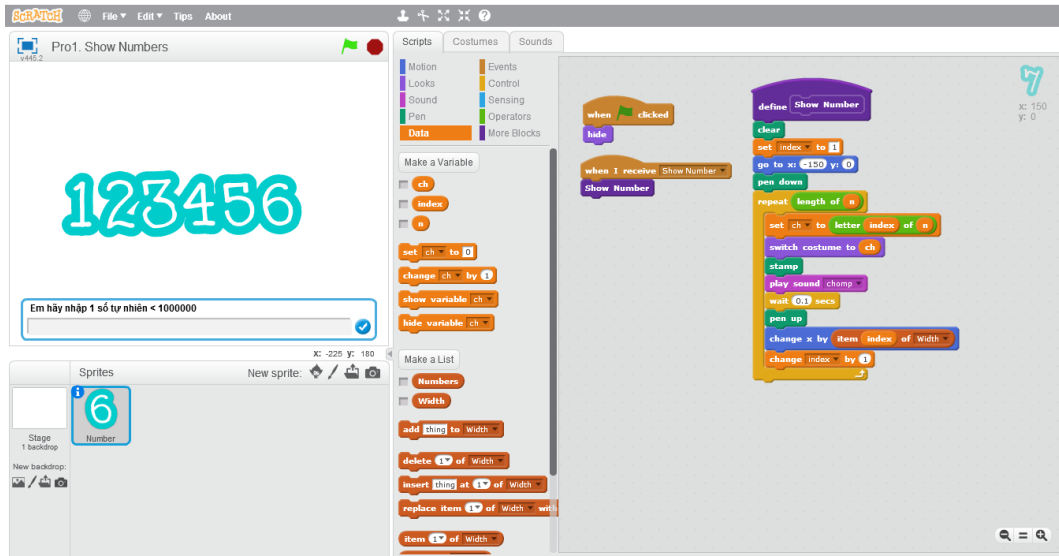 SCRATCH File▼ Edit▼ Tips About
Pro1. Show Numbers
v445.2
123456
Em hãy nhập 1 số tự nhiên < 1000000
X: -225 y: 180
Sprites New sprite:
Stage
1 backdrop
New backdrop:
6
Number
Scripts Costumes Sounds
Motion Events
Looks Control
Sound Sensing
Pen Operators
Data More Blocks
Make a Variable
ch
index
n
set ch to 0
change ch by 1
show variable ch
hide variable ch
Make a List
Numbers
Width
add thing to Width
delete 1 of Width
insert thing at 1 of Width
replace item 1 of Width with
item 1 of Width
when clicked
hide
when I receive Show Number
Show Number
define Show Number
clear
set index to 1
go to x: -150 y: 0
pen down
repeat length of n
set ch to letter index of n
switch costume to ch
stamp
play sound chomp
wait 0.1 secs
pen up
change x by item index of Width
change index by 1
7
x: 150
y: 0